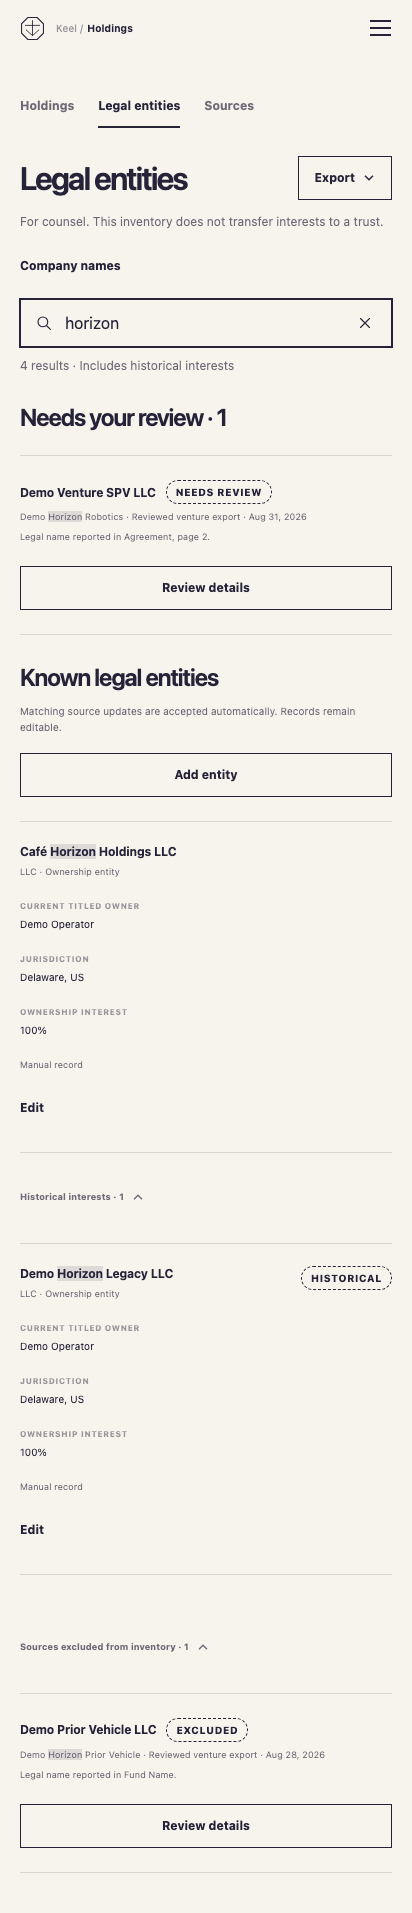 Keel / Holdings
Holdings Legal entities Sources
Legal entities
Export
For counsel. This inventory does not transfer interests to a trust.
Company names
horizon
4 results · Includes historical interests
Needs your review · 1
Demo Venture SPV LLC NEEDS REVIEW
Demo Horizon Robotics · Reviewed venture export · Aug 31, 2026
Legal name reported in Agreement, page 2.
Review details
Known legal entities
Matching source updates are accepted automatically. Records remain
editable.
Add entity
Café Horizon Holdings LLC
LLC · Ownership entity
CURRENT TITLED OWNER
Demo Operator
JURISDICTION
Delaware, US
OWNERSHIP INTEREST
100%
Manual record
Edit
Historical interests · 1
Demo Horizon Legacy LLC HISTORICAL
LLC · Ownership entity
CURRENT TITLED OWNER
Demo Operator
JURISDICTION
Delaware, US
OWNERSHIP INTEREST
100%
Manual record
Edit
Sources excluded from inventory · 1
Demo Prior Vehicle LLC EXCLUDED
Demo Horizon Prior Vehicle · Reviewed venture export · Aug 28, 2026
Legal name reported in Fund Name.
Review details